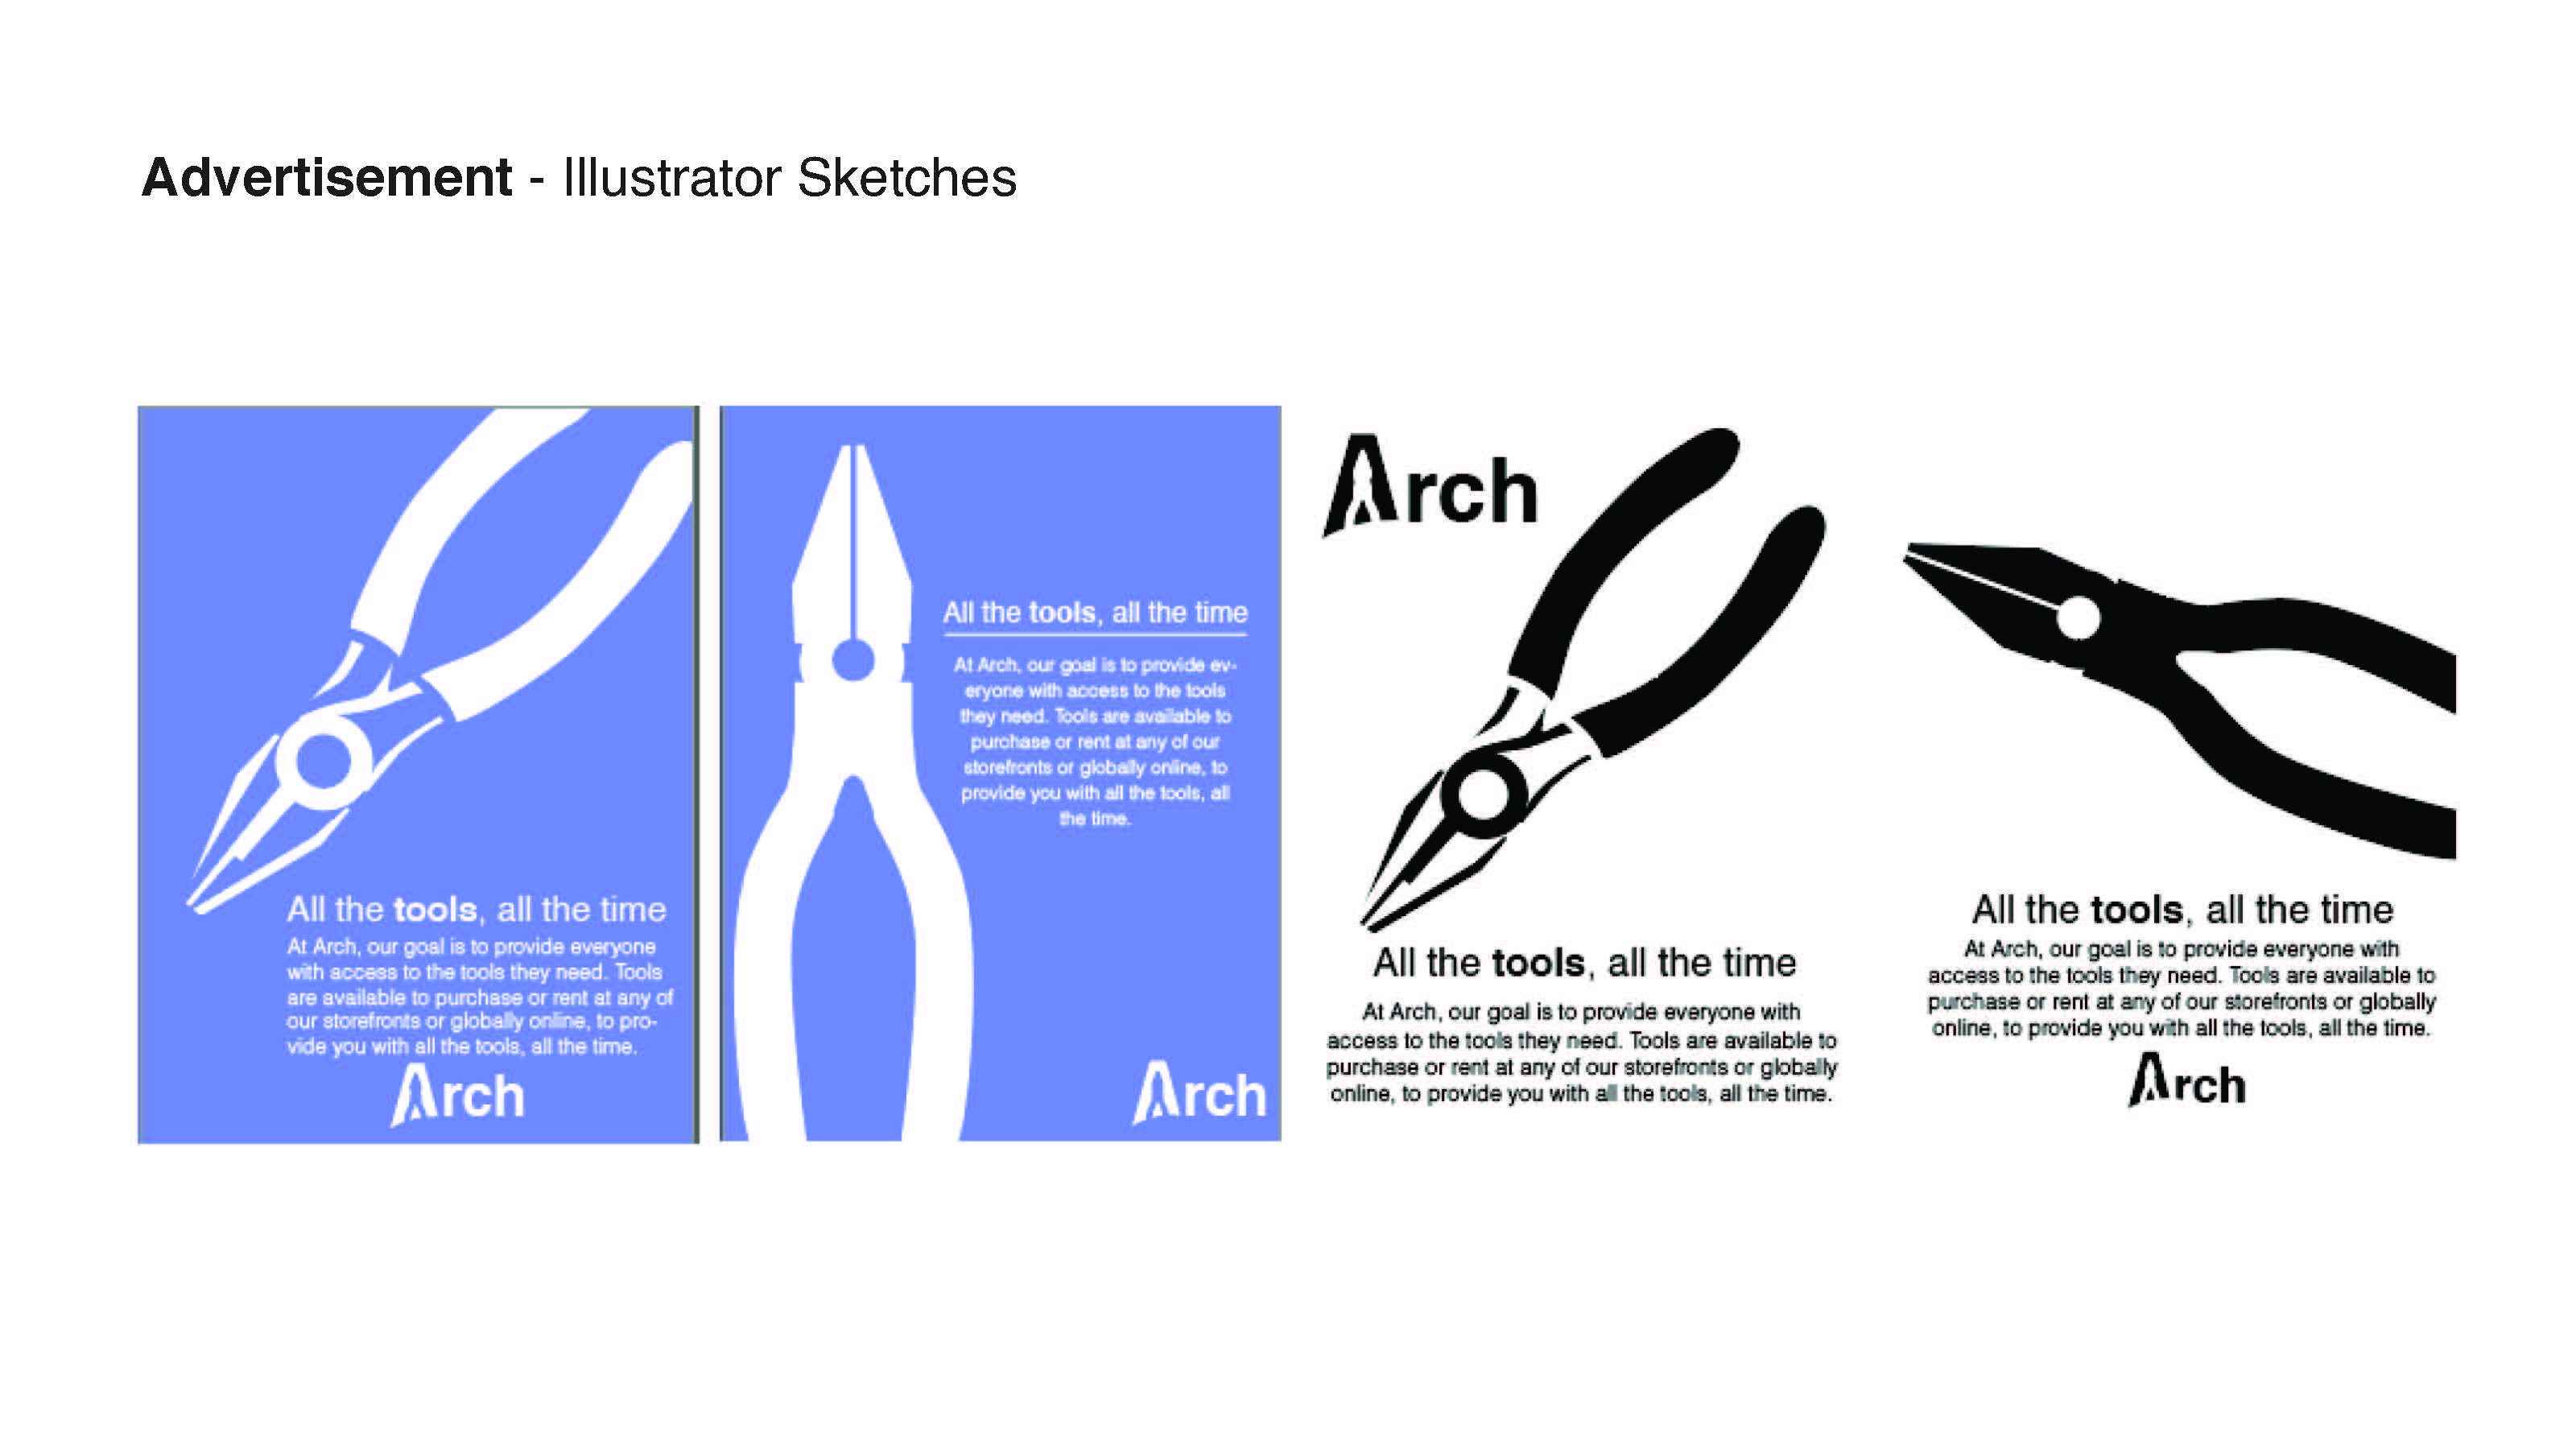 Advertisement - Illustrator Sketches
All the tools, all the time
At Arch, our goal is to provide everyone
with access to the tools they need. Tools
are available to purchase or rent at any of
our storefronts or globally online, to pro-
vide you with all the tools, all the time.
Arch
All the tools, all the time
At Arch, our goal is to provide ev-
eryone with access to the tools
they need. Tools are available to
purchase or rent at any of our
storefronts or globally online, to
provide you with all the tools, all
the time.
Arch
Arch
All the tools, all the time
At Arch, our goal is to provide everyone with
access to the tools they need. Tools are available to
purchase or rent at any of our storefronts or globally
online, to provide you with all the tools, all the time.
All the tools, all the time
At Arch, our goal is to provide everyone with
access to the tools they need. Tools are available to
purchase or rent at any of our storefronts or globally
online, to provide you with all the tools, all the time.
Arch